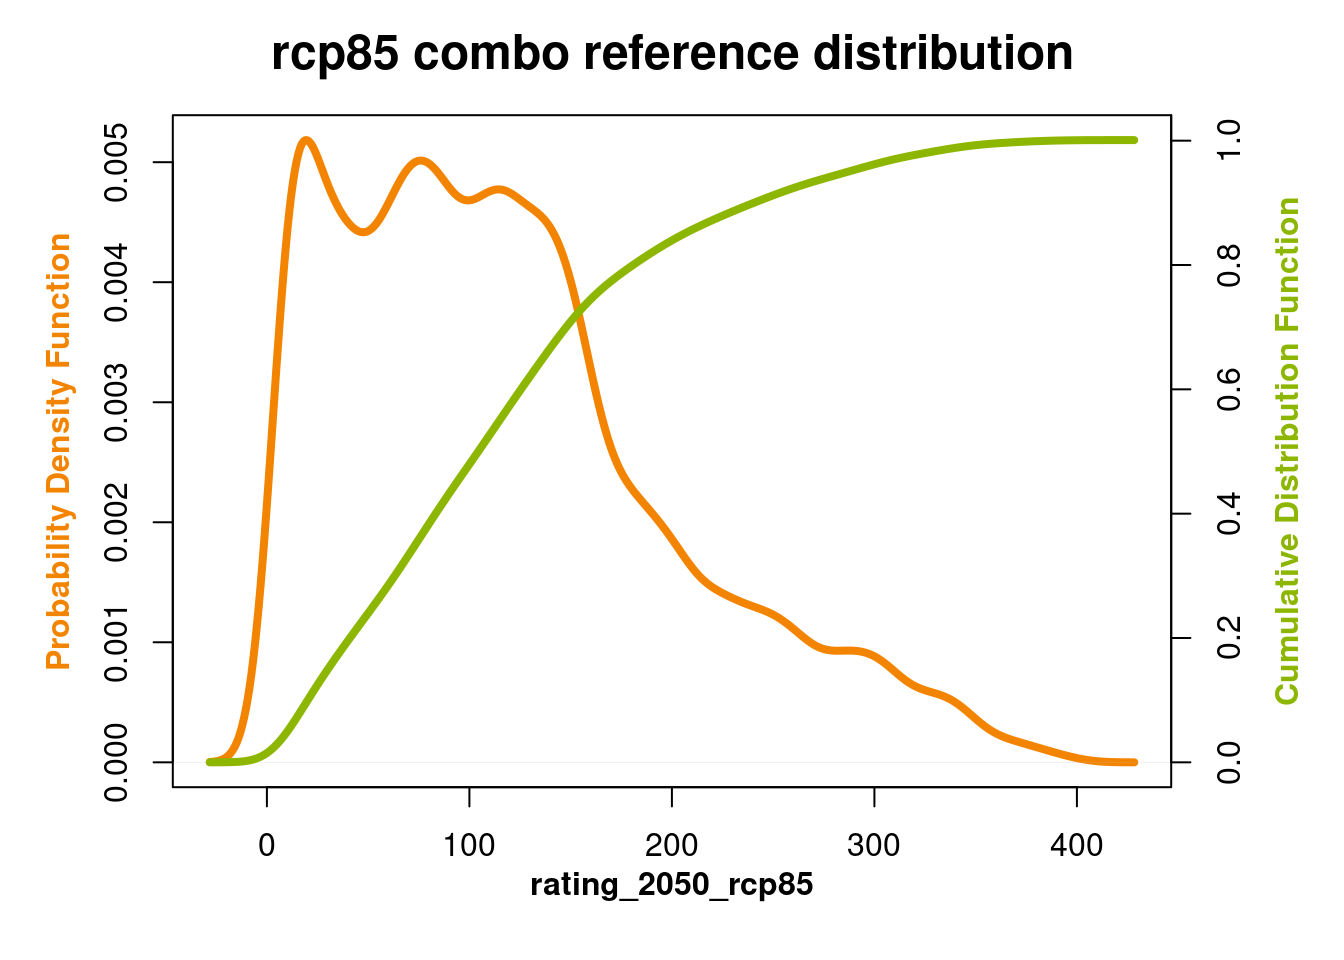 rcp85 combo reference distribution
Probability Density Function
0.005
0.004
0.003
0.002
0.001
0.000
1.0
0.8
0.6
0.4
0.2
0.0
Cumulative Distribution Function
0 100 200 300 400
rating_2050_rcp85